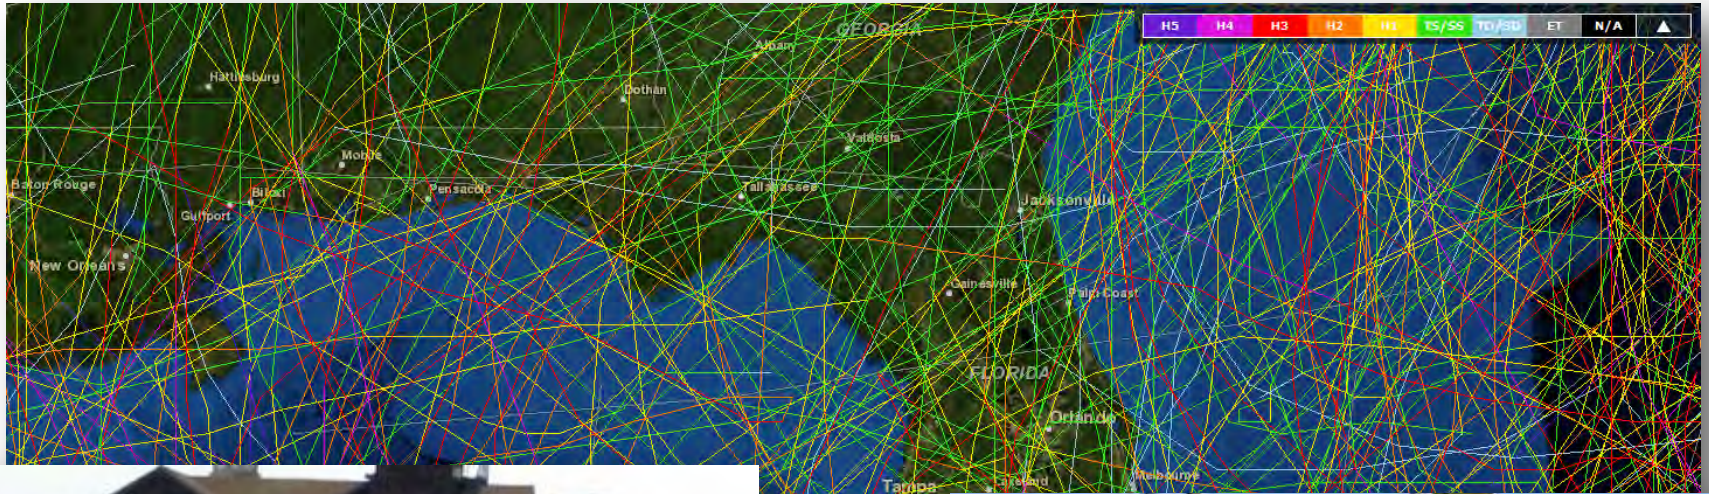 GEORGIA
H5 H4 H3 H2 H1 TS/SS TD/SD ET N/A
Albany
Hattiesburg
Dothan
Valdosta
Mobile
Baton Rouge
Biloxi
Pensacola
Tallahassee
Gulfport
Jacksonville
New Orleans
Gainesville
Palm Coast
FLORIDA
Orlando
Tampa
Lakeland
Melbourne